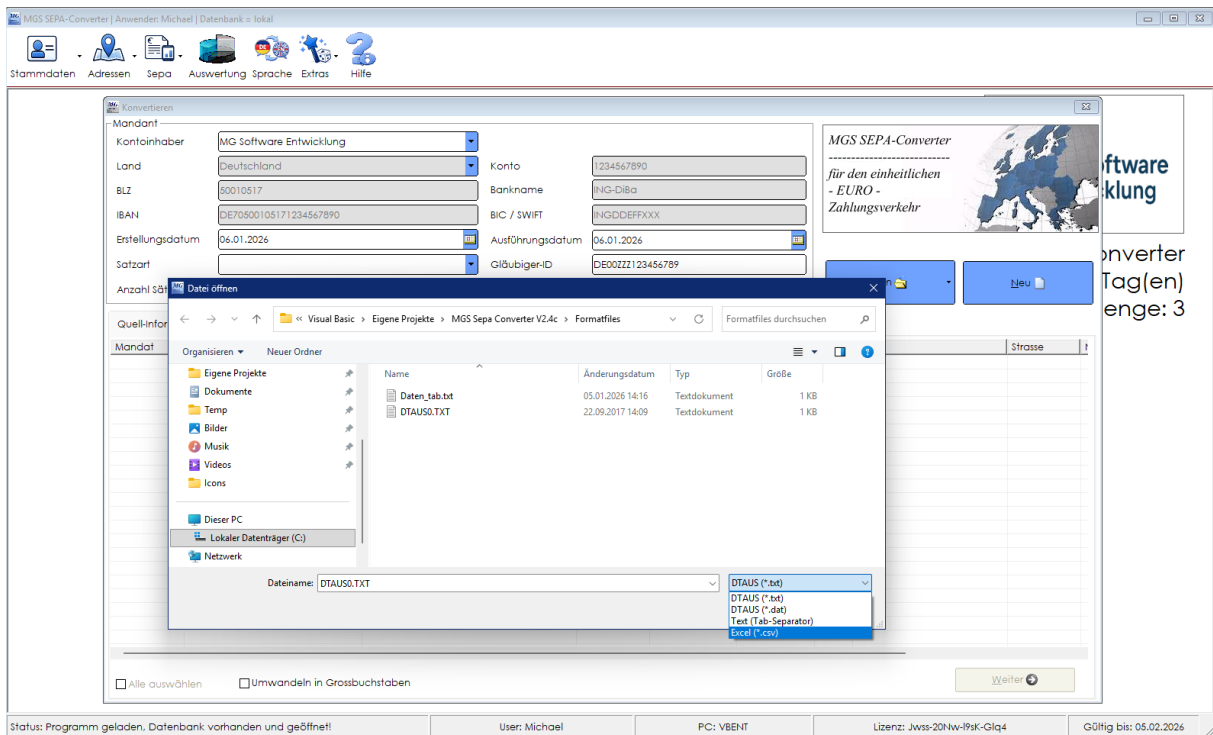 MGS SEPA-Converter | Anwender: Michael | Datenbank = lokal
Stammdaten Adressen Sepa Auswertung Sprache Extras Hilfe
Konvertieren
Mandant
Kontoinhaber MG Software Entwicklung
Land Deutschland Konto 1234567890
BLZ 50010517 Bankname ING-DiBa
IBAN DE70500105171234567890 BIC / SWIFT INGDDEFFXXX
Erstellungsdatum 06.01.2026 Ausführungsdatum 06.01.2026
Satzart Gläubiger-ID DE00ZZZ123456789
Anzahl Sät
MGS SEPA-Converter
----------------------------
für den einheitlichen
- EURO -
Zahlungsverkehr
ftware
klung
onverter
Tag(en)
enge: 3
n Neu
Quell-Infor
Mandat Strasse
Datei öffnen
« Visual Basic > Eigene Projekte > MGS Sepa Converter V2.4c > Formatfiles Formatfiles durchsuchen
Organisieren Neuer Ordner
Eigene Projekte
Dokumente
Temp
Bilder
Musik
Videos
Icons
Dieser PC
Lokaler Datenträger (C:)
Netzwerk
Name Änderungsdatum Typ Größe
Daten_tab.txt 05.01.2026 14:16 Textdokument 1 KB
DTAUS0.TXT 22.09.2017 14:09 Textdokument 1 KB
Dateiname: DTAUS0.TXT DTAUS (*.txt)
DTAUS (*.txt)
DTAUS (*.dat)
Text (Tab-Separator)
Excel (*.csv)
Alle auswählen Umwandeln in Grossbuchstaben Weiter
Status: Programm geladen, Datenbank vorhanden und geöffnet! User: Michael PC: VBENT Lizenz: Jwss-20Nw-l9sK-Glq4 Gültig bis: 05.02.2026